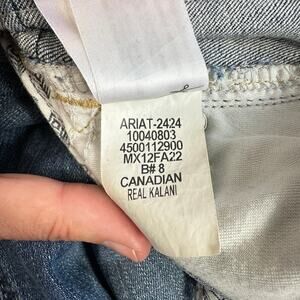 ARIAT-2424
10040803
4500112900
MX12FA22
B# 8
CANADIAN
REAL KALANI